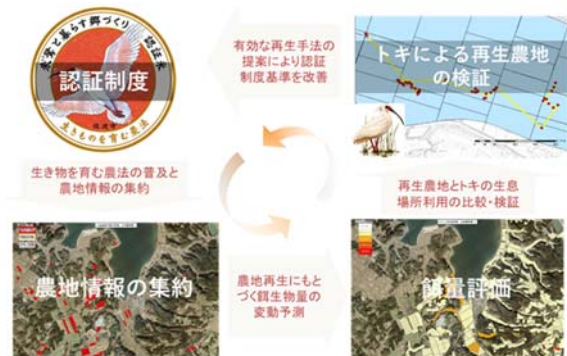 朱鷺と暮らす郷づくり 認証米
認証制度
佐渡市
生きものを育む農法
有効な再生手法の
提案により認証
制度基準を改善
トキによる再生農地
の検証
生き物を育む農法の普及と
農地情報の集約
再生農地とトキの生息
場所利用の比較・検証
農地情報の集約
農地再生にもと
づく餌生物量の
変動予測
餌量評価